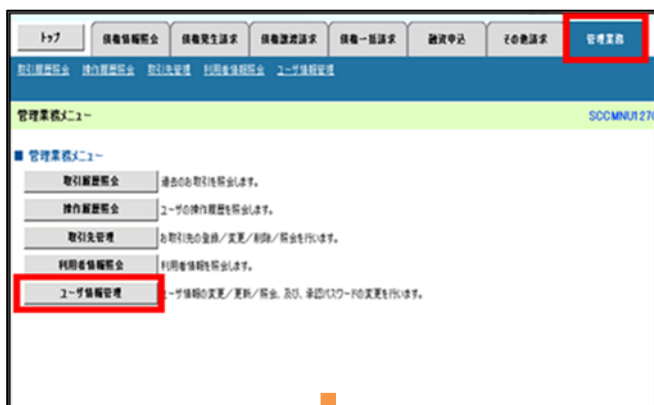 トップ 債権情報照会 債権発生請求 債権譲渡請求 債権一括請求 融資申込 その他請求 管理業務
取引履歴照会 操作履歴照会 取引先管理 利用者情報照会 ユーザ情報管理
管理業務メニュー SCCMNU1270
■ 管理業務メニュー
取引履歴照会 過去のお取引を照会します。
操作履歴照会 ユーザの操作履歴を照会します。
取引先管理 お取引先の登録/変更/削除/照会を行います。
利用者情報照会 利用者情報を照会します。
ユーザ情報管理 ユーザ情報の変更/更新/照会、及び、承認パスワードの変更を行います。